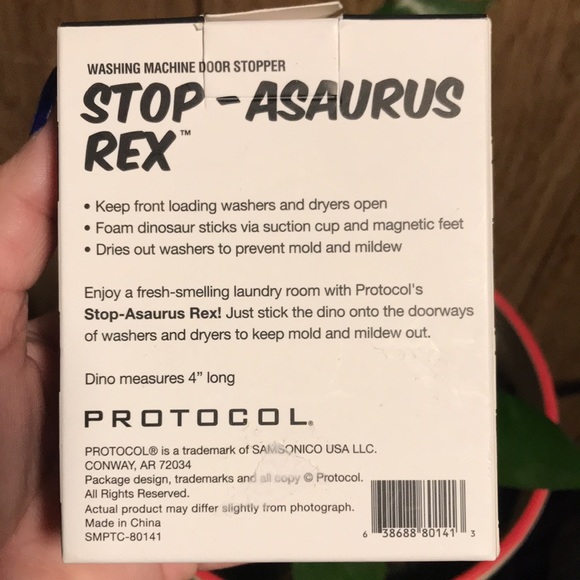 WASHING MACHINE DOOR STOPPER
STOP-ASAURUS
REX™
• Keep front loading washers and dryers open
• Foam dinosaur sticks via suction cup and magnetic feet
• Dries out washers to prevent mold and mildew
Enjoy a fresh-smelling laundry room with Protocol's
Stop-Asaurus Rex! Just stick the dino onto the doorways
of washers and dryers to keep mold and mildew out.
Dino measures 4” long
PROTOCOL®
PROTOCOL® is a trademark of SAMSONICO USA LLC.
CONWAY, AR 72034
Package design, trademarks and all copy © Protocol.
All Rights Reserved.
Actual product may differ slightly from photograph.
Made in China
SMPTC-80141
6 38688 80141 3